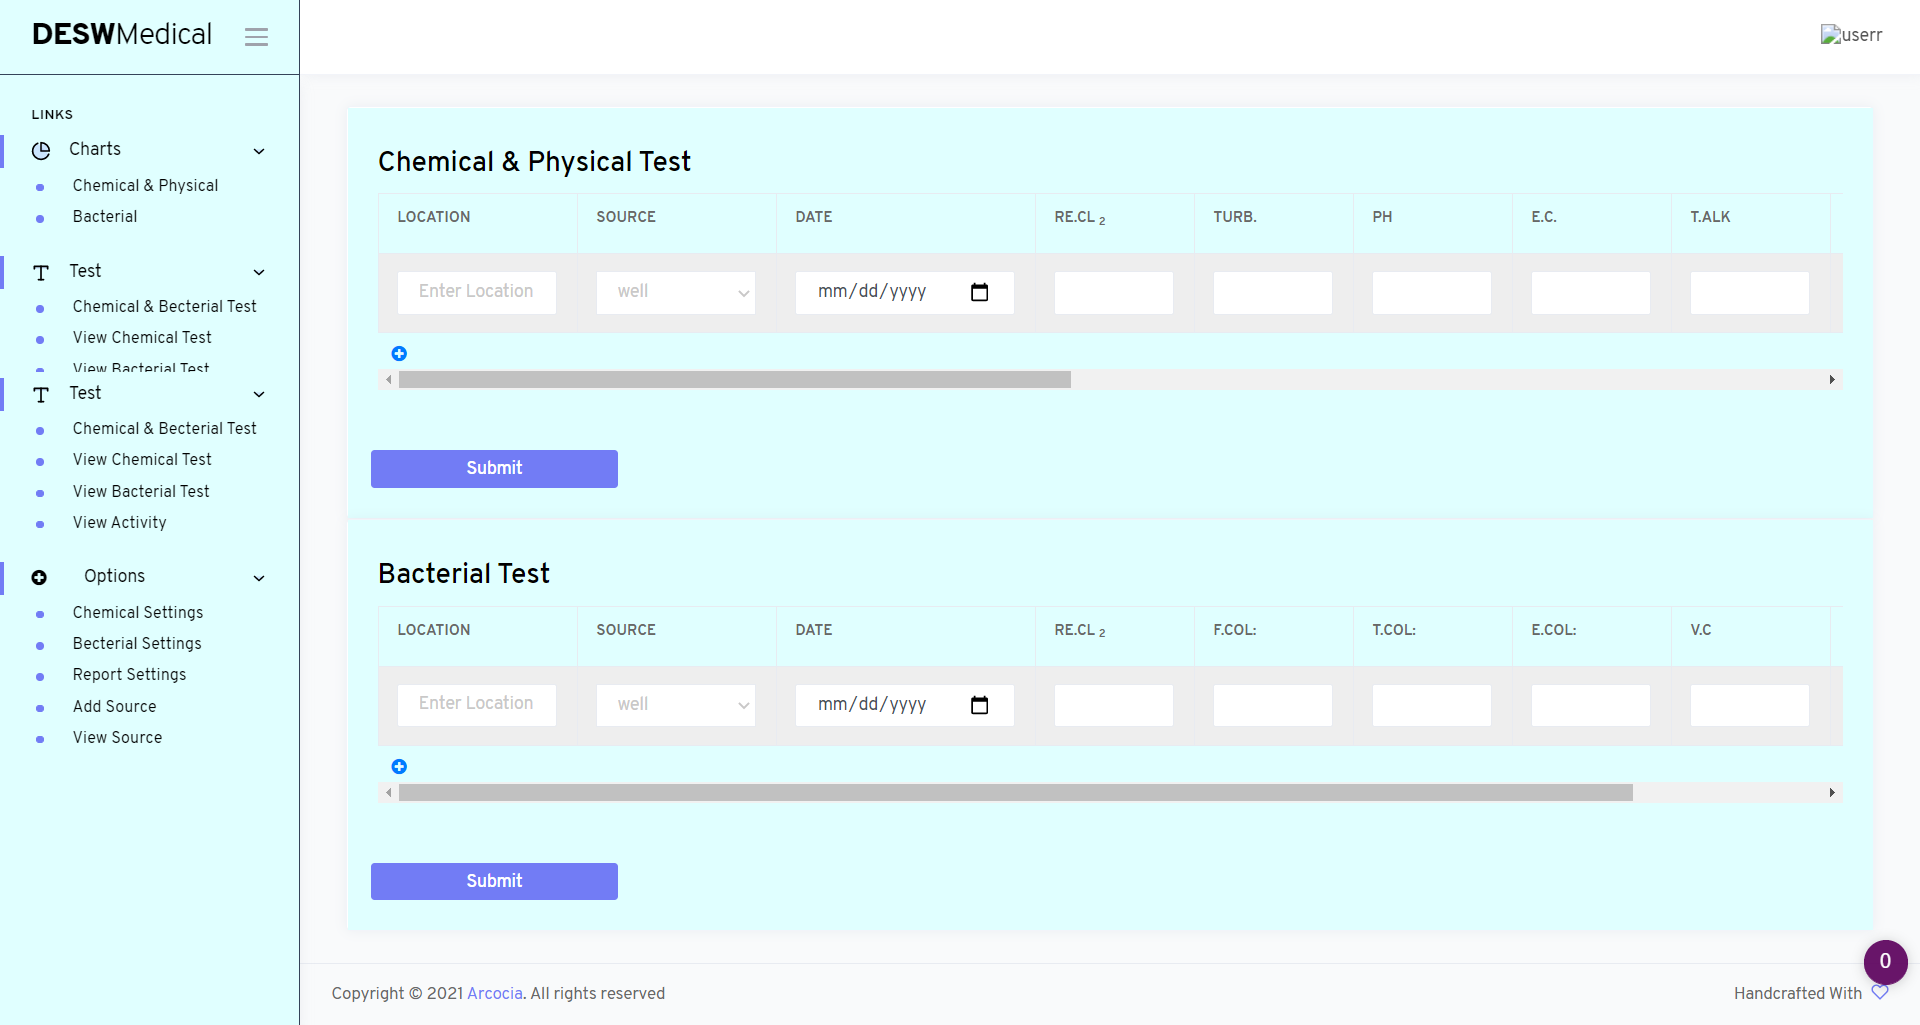 DESWMedical
userr
LINKS
Charts
Chemical & Physical
Bacterial
Test
Chemical & Becterial Test
View Chemical Test
View Bacterial Test
Test
Chemical & Becterial Test
View Chemical Test
View Bacterial Test
View Activity
Options
Chemical Settings
Becterial Settings
Report Settings
Add Source
View Source
Chemical & Physical Test
LOCATION SOURCE DATE RE.CL 2 TURB. PH E.C. T.ALK
Enter Location well mm/dd/yyyy
Submit
Bacterial Test
LOCATION SOURCE DATE RE.CL 2 F.COL: T.COL: E.COL: V.C
Enter Location well mm/dd/yyyy
Submit
0
Copyright © 2021 Arcocia. All rights reserved
Handcrafted With